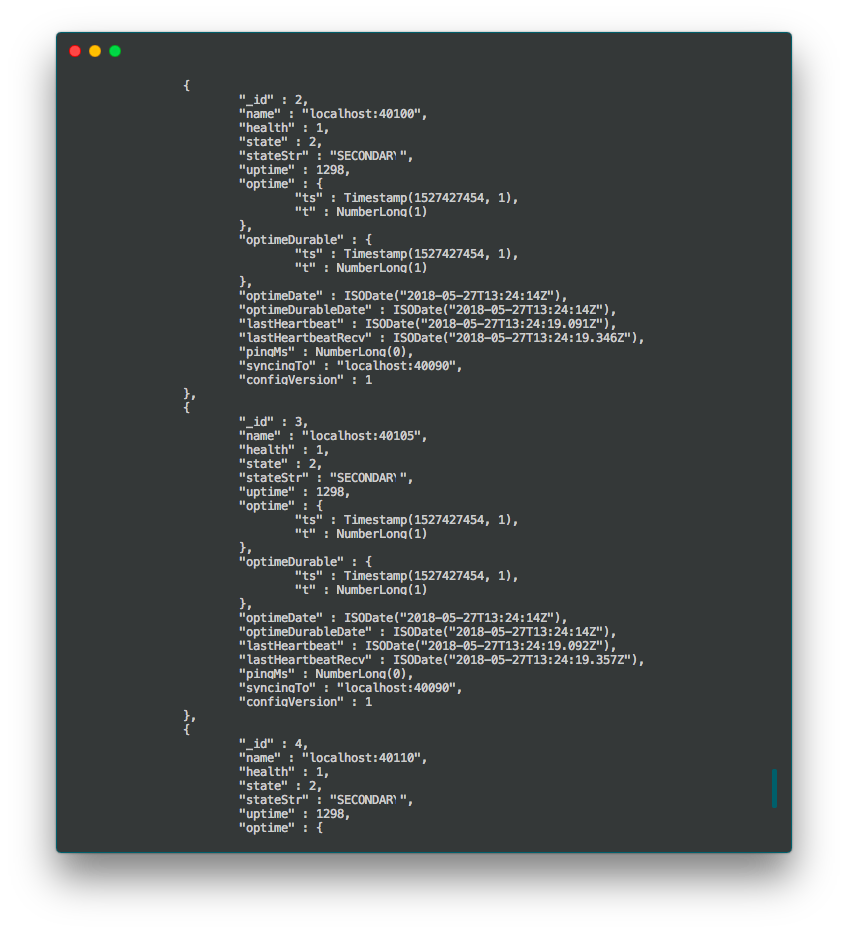 {
"_id" : 2,
"name" : "localhost:40100",
"health" : 1,
"state" : 2,
"stateStr" : "SECONDARY",
"uptime" : 1298,
"optime" : {
"ts" : Timestamp(1527427454, 1),
"t" : NumberLong(1)
},
"optimeDurable" : {
"ts" : Timestamp(1527427454, 1),
"t" : NumberLong(1)
},
"optimeDate" : ISODate("2018-05-27T13:24:14Z"),
"optimeDurableDate" : ISODate("2018-05-27T13:24:14Z"),
"lastHeartbeat" : ISODate("2018-05-27T13:24:19.091Z"),
"lastHeartbeatRecv" : ISODate("2018-05-27T13:24:19.346Z"),
"pingMs" : NumberLong(0),
"syncingTo" : "localhost:40090",
"configVersion" : 1
},
{
"_id" : 3,
"name" : "localhost:40105",
"health" : 1,
"state" : 2,
"stateStr" : "SECONDARY",
"uptime" : 1298,
"optime" : {
"ts" : Timestamp(1527427454, 1),
"t" : NumberLong(1)
},
"optimeDurable" : {
"ts" : Timestamp(1527427454, 1),
"t" : NumberLong(1)
},
"optimeDate" : ISODate("2018-05-27T13:24:14Z"),
"optimeDurableDate" : ISODate("2018-05-27T13:24:14Z"),
"lastHeartbeat" : ISODate("2018-05-27T13:24:19.092Z"),
"lastHeartbeatRecv" : ISODate("2018-05-27T13:24:19.357Z"),
"pingMs" : NumberLong(0),
"syncingTo" : "localhost:40090",
"configVersion" : 1
},
{
"_id" : 4,
"name" : "localhost:40110",
"health" : 1,
"state" : 2,
"stateStr" : "SECONDARY",
"uptime" : 1298,
"optime" : {